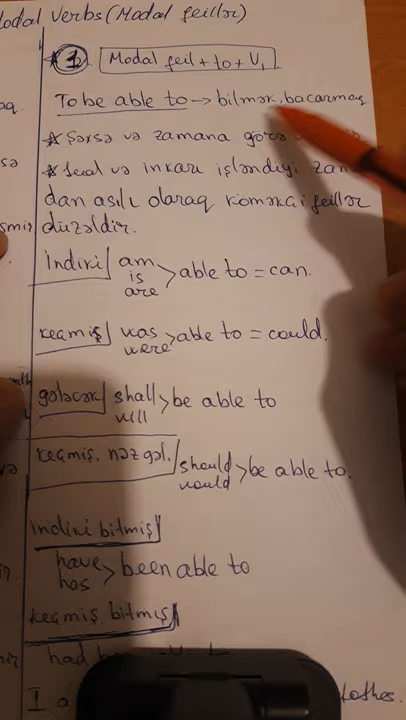 Modal Verbs (Modal feillər)
1 Modal feil + to + V1
To be able to → bilmək, bacarmaq
* Şəxsə və zamana görə
* Sual və inkarı işləndiyi
dan asılı olaraq köməkçi feillər
düzəldir.
İndiki am is are > able to = can.
keçmiş was were > able to = could.
gələcək shall will > be able to
keçmiş. nəz gəl. should would > be able to.
indiki bitmiş
have has > been able to
keçmiş bitmiş
had
I